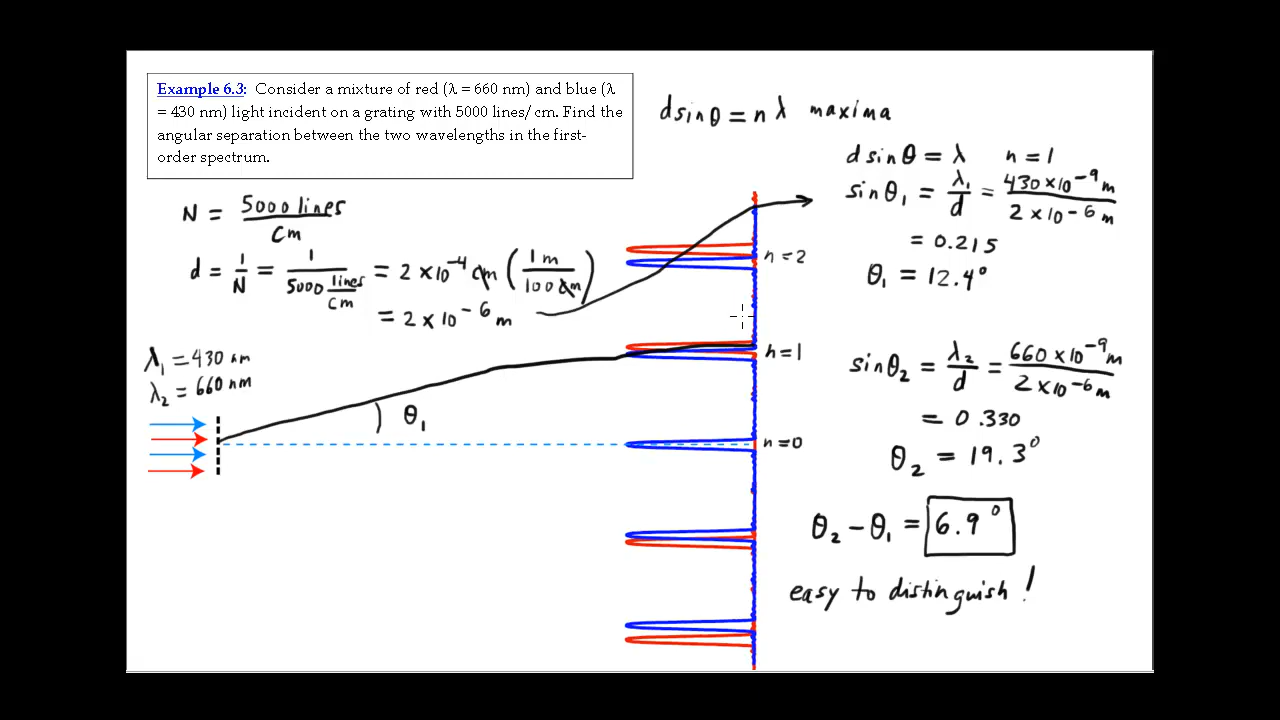 Example 6.3: Consider a mixture of red (λ = 660 nm) and blue (λ
= 430 nm) light incident on a grating with 5000 lines/cm. Find the
angular separation between the two wavelengths in the first-
order spectrum.
d sin θ = n λ maxima
N = 5000 lines / cm
d = 1/N = 1 / (5000 lines/cm) = 2 × 10⁻⁴ cm (1 m / 100 cm)
= 2 × 10⁻⁶ m
λ₁ = 430 nm
λ₂ = 660 nm
θ₁
n = 2
n = 1
n = 0
d sin θ = λ n = 1
sin θ₁ = λ₁/d = 430 × 10⁻⁹ m / 2 × 10⁻⁶ m
= 0.215
θ₁ = 12.4°
sin θ₂ = λ₂/d = 660 × 10⁻⁹ m / 2 × 10⁻⁶ m
= 0.330
θ₂ = 19.3°
θ₂ − θ₁ = 6.9°
easy to distinguish!